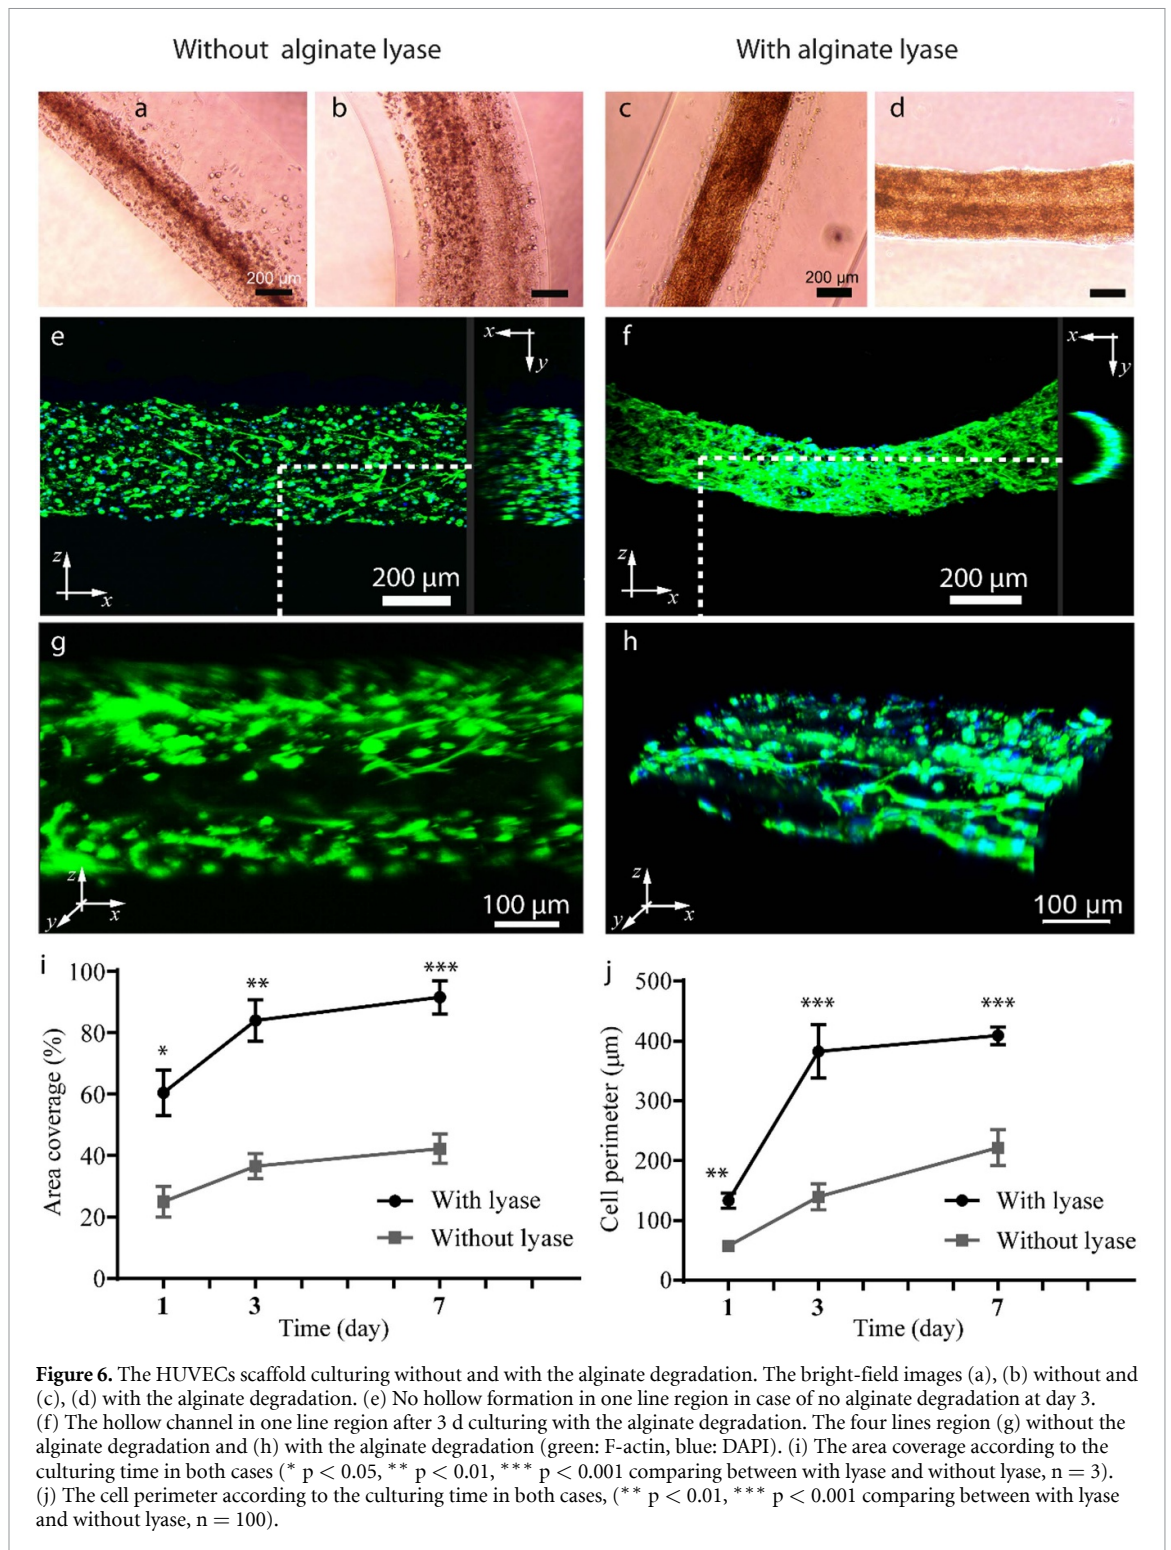 Without alginate lyase
With alginate lyase
a
b
c
d
200 µm
200 µm
e
x
y
z
x
200 µm
f
x
y
z
x
200 µm
g
z
y
x
100 µm
h
z
y
x
100 µm
i
100
80
60
40
20
0
Area coverage (%)
*
**
***
With lyase
Without lyase
1
3
7
Time (day)
j
500
400
300
200
100
0
Cell perimeter (µm)
**
***
***
With lyase
Without lyase
1
3
7
Time (day)
Figure 6. The HUVECs scaffold culturing without and with the alginate degradation. The bright-field images (a), (b) without and
(c), (d) with the alginate degradation. (e) No hollow formation in one line region in case of no alginate degradation at day 3.
(f) The hollow channel in one line region after 3 d culturing with the alginate degradation. The four lines region (g) without the
alginate degradation and (h) with the alginate degradation (green: F-actin, blue: DAPI). (i) The area coverage according to the
culturing time in both cases (* p < 0.05, ** p < 0.01, *** p < 0.001 comparing between with lyase and without lyase, n = 3).
(j) The cell perimeter according to the culturing time in both cases, (** p < 0.01, *** p < 0.001 comparing between with lyase
and without lyase, n = 100).